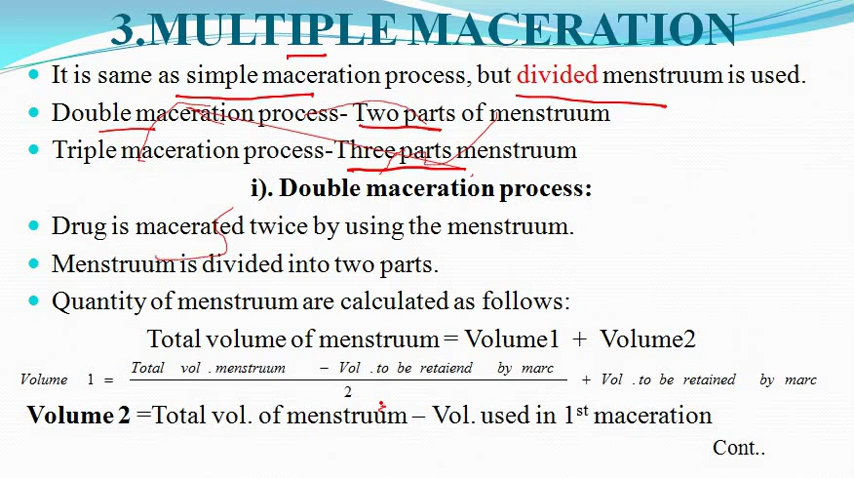 3.MULTIPLE MACERATION
• It is same as simple maceration process, but divided menstruum is used.
• Double maceration process- Two parts of menstruum
• Triple maceration process-Three parts menstruum
i). Double maceration process:
• Drug is macerated twice by using the menstruum.
• Menstruum is divided into two parts.
• Quantity of menstruum are calculated as follows:
Total volume of menstruum = Volume1 + Volume2
Volume 1 = Total vol . menstruum − Vol . to be retaiend by marc / 2 + Vol . to be retained by marc
Volume 2 =Total vol. of menstruum – Vol. used in 1st maceration
Cont..